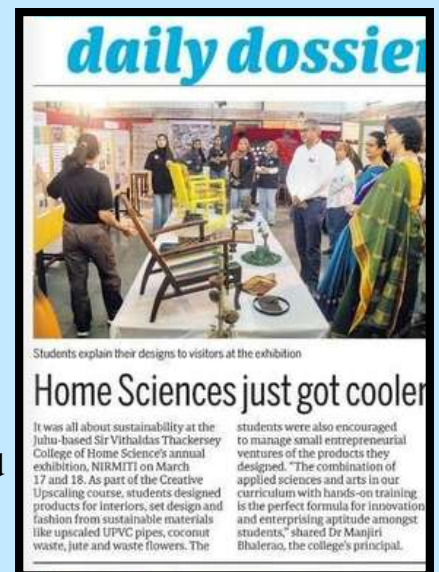 daily dossier
Students explain their designs to visitors at the exhibition
Home Sciences just got cooler
It was all about sustainability at the
Juhu-based Sir Vithaldas Thackersey
College of Home Science's annual
exhibition, NIRMITI on March
17 and 18. As part of the Creative
Upscaling course, students designed
products for interiors, set design and
fashion from sustainable materials
like upscaled UPVC pipes, coconut
waste, jute and waste flowers. The
students were also encouraged
to manage small entrepreneurial
ventures of the products they
designed. "The combination of
applied sciences and arts in our
curriculum with hands-on training
is the perfect formula for innovation
and enterprising aptitude amongst
students," shared Dr Manjiri
Bhalerao, the college's principal.